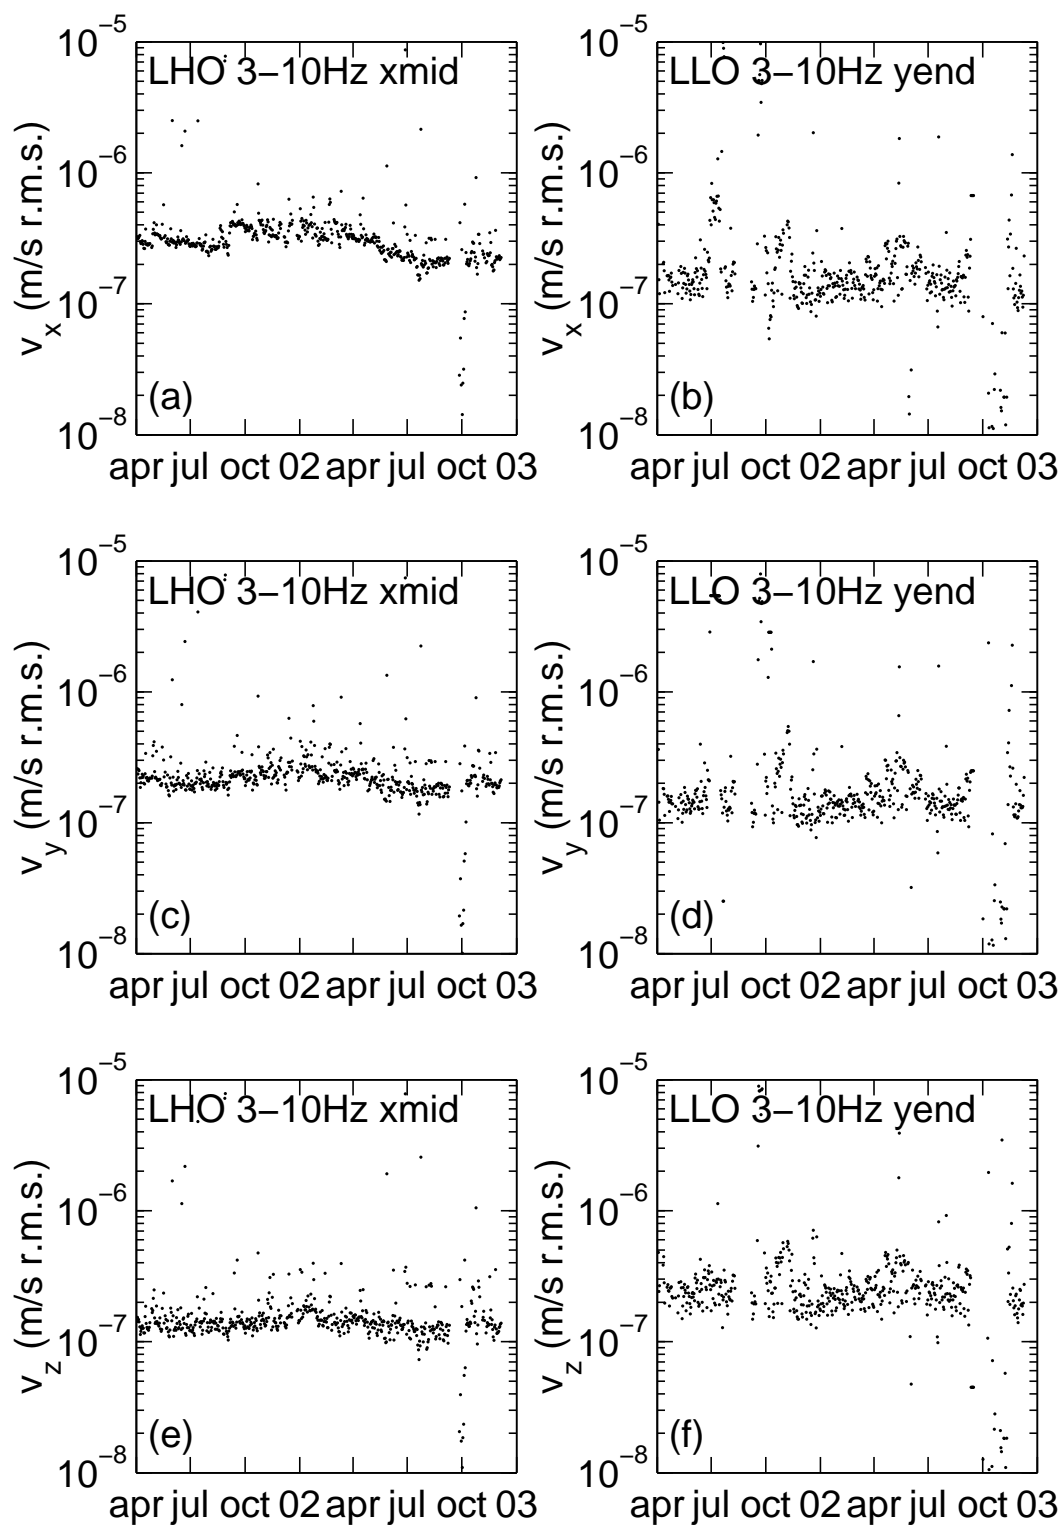 10⁻⁵
LHO 3−10Hz xmid
10⁻⁶
10⁻⁷
10⁻⁸
v_x (m/s r.m.s.)
(a)
apr jul oct 02 apr jul oct 03
10⁻⁵
LLO 3−10Hz yend
10⁻⁶
10⁻⁷
10⁻⁸
v_x (m/s r.m.s.)
(b)
apr jul oct 02 apr jul oct 03
10⁻⁵
LHO 3−10Hz xmid
10⁻⁶
10⁻⁷
10⁻⁸
v_y (m/s r.m.s.)
(c)
apr jul oct 02 apr jul oct 03
10⁻⁵
LLO 3−10Hz yend
10⁻⁶
10⁻⁷
10⁻⁸
v_y (m/s r.m.s.)
(d)
apr jul oct 02 apr jul oct 03
10⁻⁵
LHO 3−10Hz xmid
10⁻⁶
10⁻⁷
10⁻⁸
v_z (m/s r.m.s.)
(e)
apr jul oct 02 apr jul oct 03
10⁻⁵
LLO 3−10Hz yend
10⁻⁶
10⁻⁷
10⁻⁸
v_z (m/s r.m.s.)
(f)
apr jul oct 02 apr jul oct 03